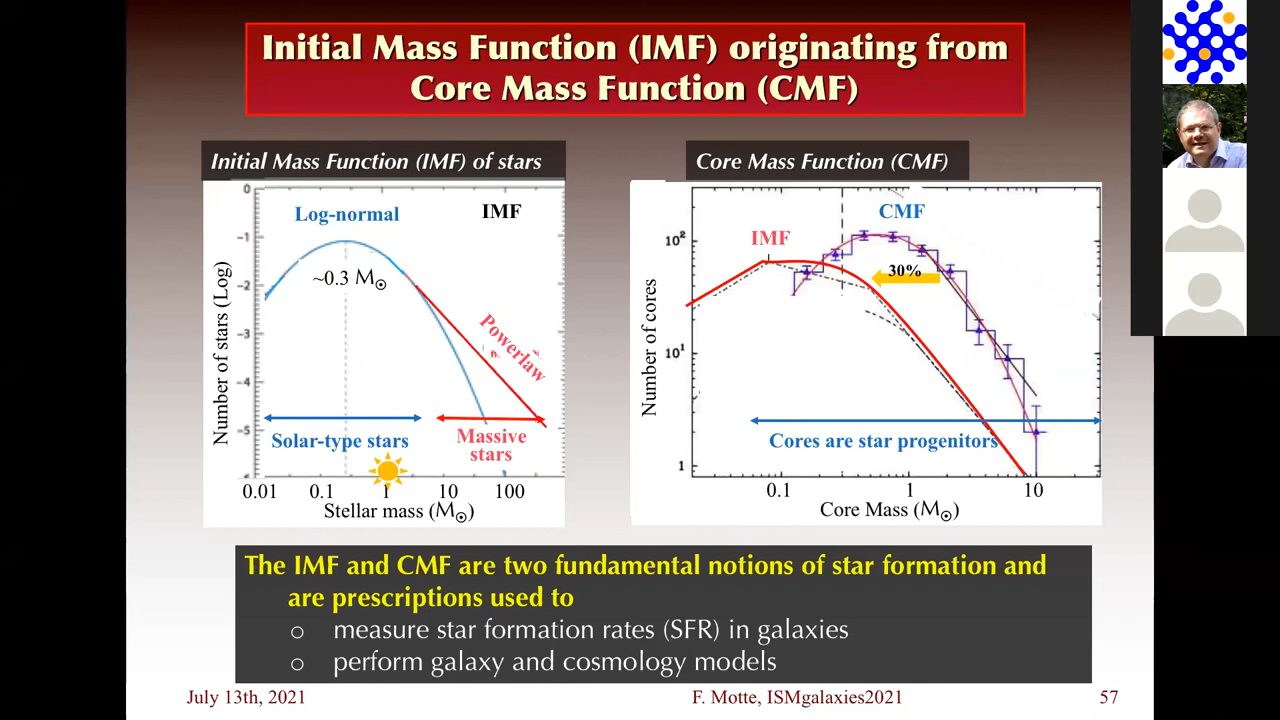 Initial Mass Function (IMF) originating from
Core Mass Function (CMF)
Initial Mass Function (IMF) of stars
Log-normal
IMF
~0.3 M⊙
Powerlaw
Solar-type stars
Massive
stars
Number of stars (Log)
0
-1
-2
-3
-4
-5
0.01 0.1 1 10 100
Stellar mass (M⊙)
Core Mass Function (CMF)
CMF
IMF
30%
Number of cores
10²
10¹
1
Cores are star progenitors
0.1 1 10
Core Mass (M⊙)
The IMF and CMF are two fundamental notions of star formation and
are prescriptions used to
o measure star formation rates (SFR) in galaxies
o perform galaxy and cosmology models
July 13th, 2021 F. Motte, ISMgalaxies2021 57